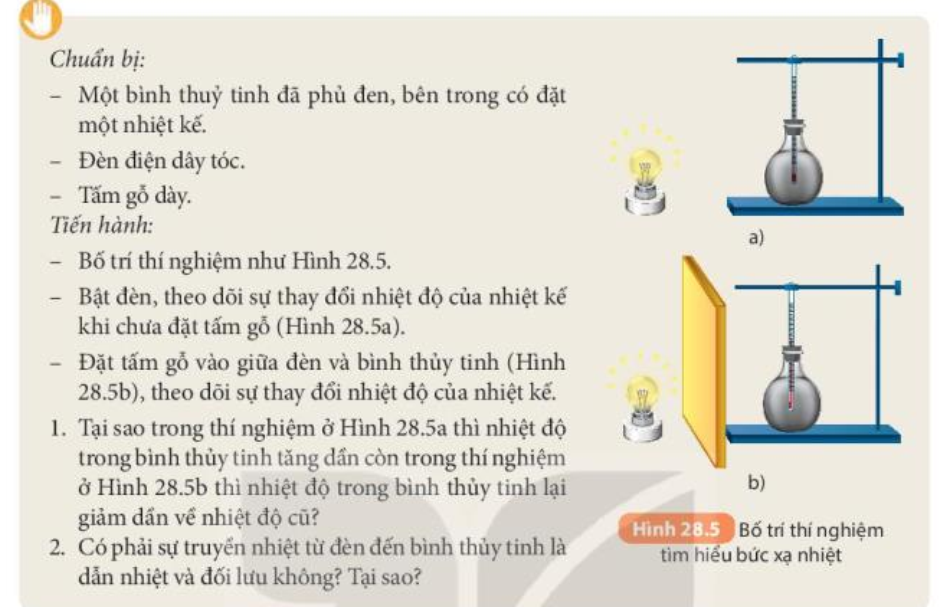 Chuẩn bị:
– Một bình thuỷ tinh đã phủ đen, bên trong có đặt
một nhiệt kế.
– Đèn điện dây tóc.
– Tấm gỗ dày.
Tiến hành:
– Bố trí thí nghiệm như Hình 28.5.
– Bật đèn, theo dõi sự thay đổi nhiệt độ của nhiệt kế
khi chưa đặt tấm gỗ (Hình 28.5a).
– Đặt tấm gỗ vào giữa đèn và bình thủy tinh (Hình
28.5b), theo dõi sự thay đổi nhiệt độ của nhiệt kế.
1. Tại sao trong thí nghiệm ở Hình 28.5a thì nhiệt độ
trong bình thủy tinh tăng dần còn trong thí nghiệm
ở Hình 28.5b thì nhiệt độ trong bình thủy tinh lại
giảm dần về nhiệt độ cũ?
2. Có phải sự truyền nhiệt từ đèn đến bình thủy tinh là
dẫn nhiệt và đối lưu không? Tại sao?
a)
b)
Hình 28.5 Bố trí thí nghiệm
tìm hiểu bức xạ nhiệt